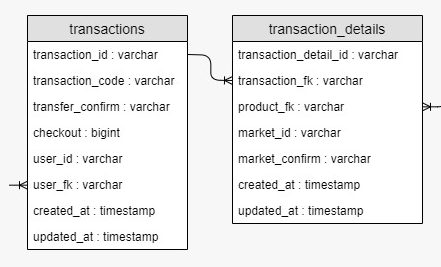 transactions
transaction_id : varchar
transaction_code : varchar
transfer_confirm : varchar
checkout : bigint
user_id : varchar
user_fk : varchar
created_at : timestamp
updated_at : timestamp
transaction_details
transaction_detail_id : varchar
transaction_fk : varchar
product_fk : varchar
market_id : varchar
market_confirm : varchar
created_at : timestamp
updated_at : timestamp